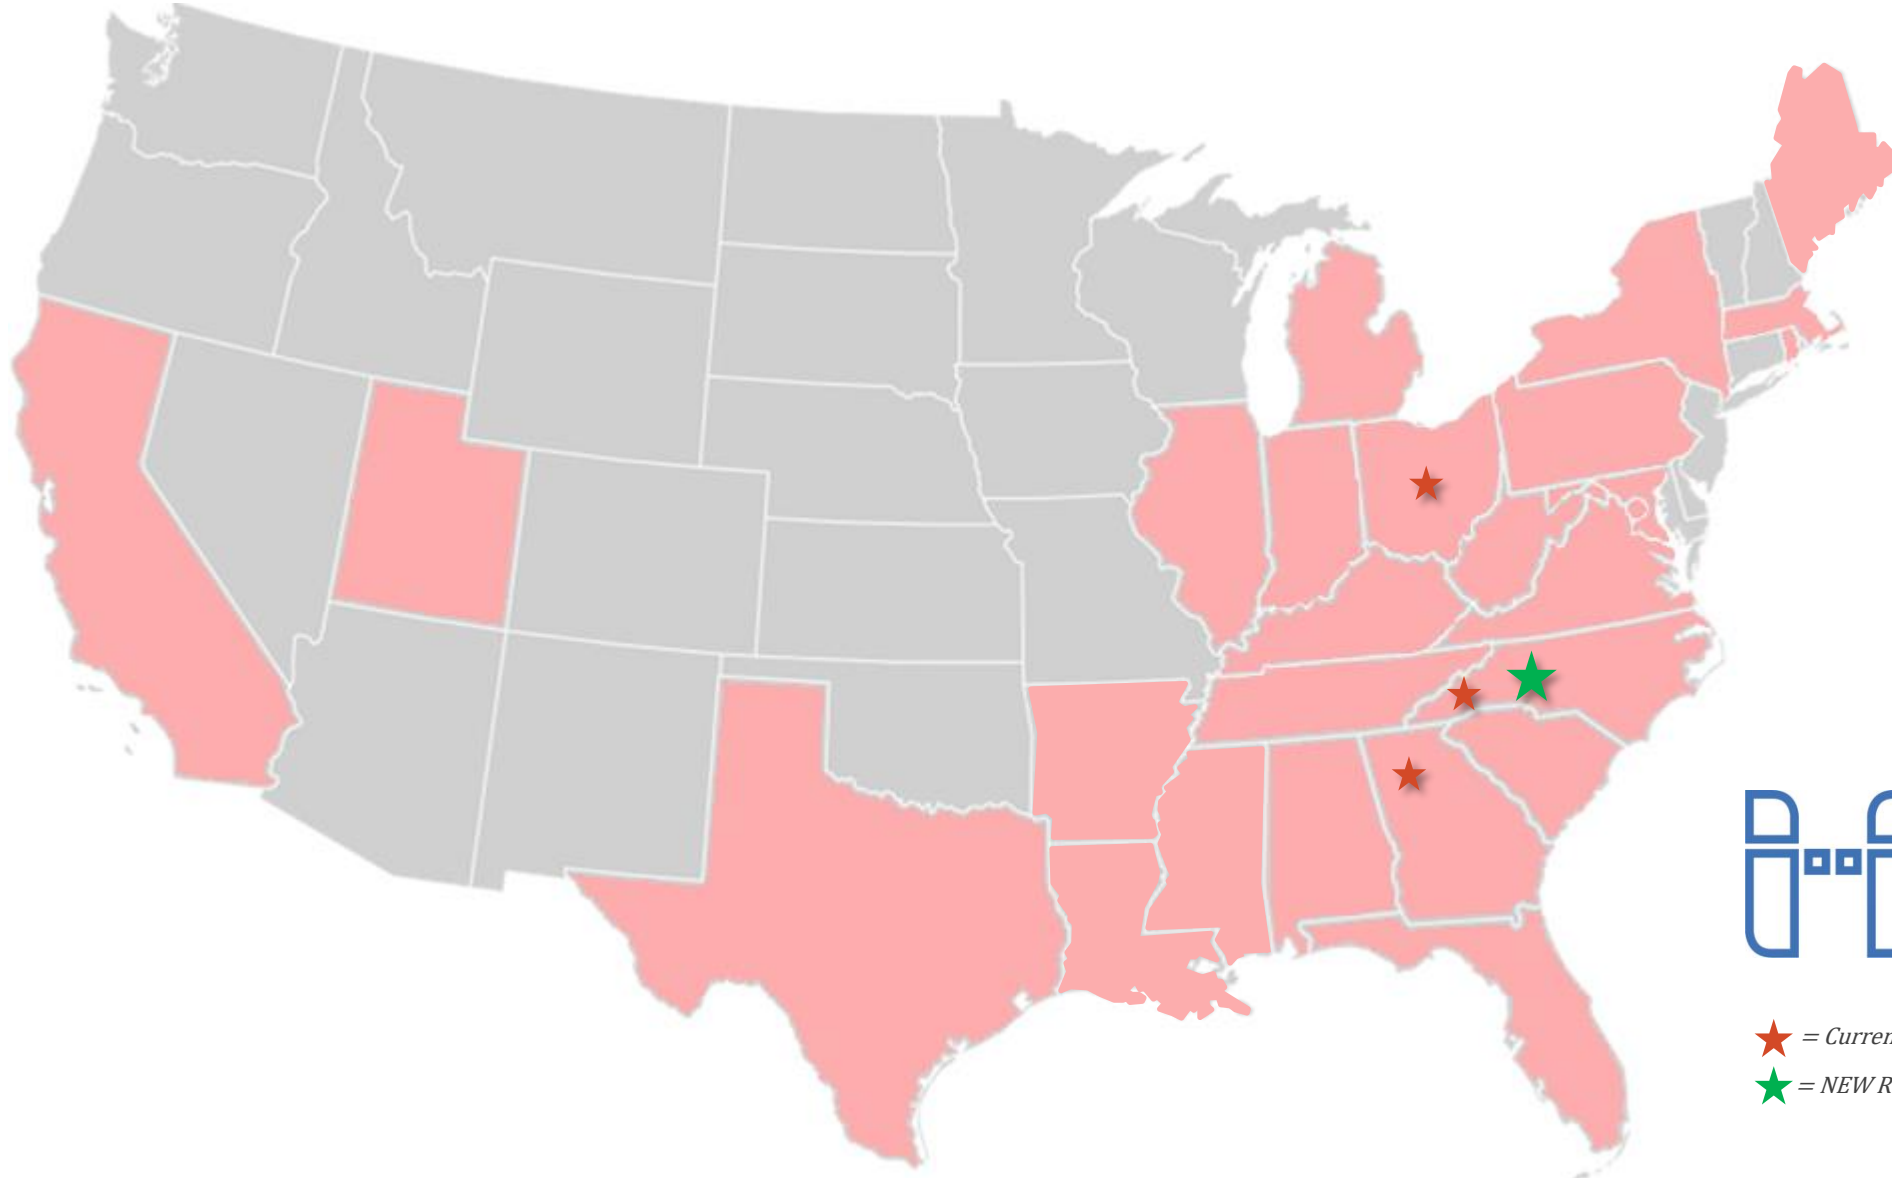 = Curren
= NEW R